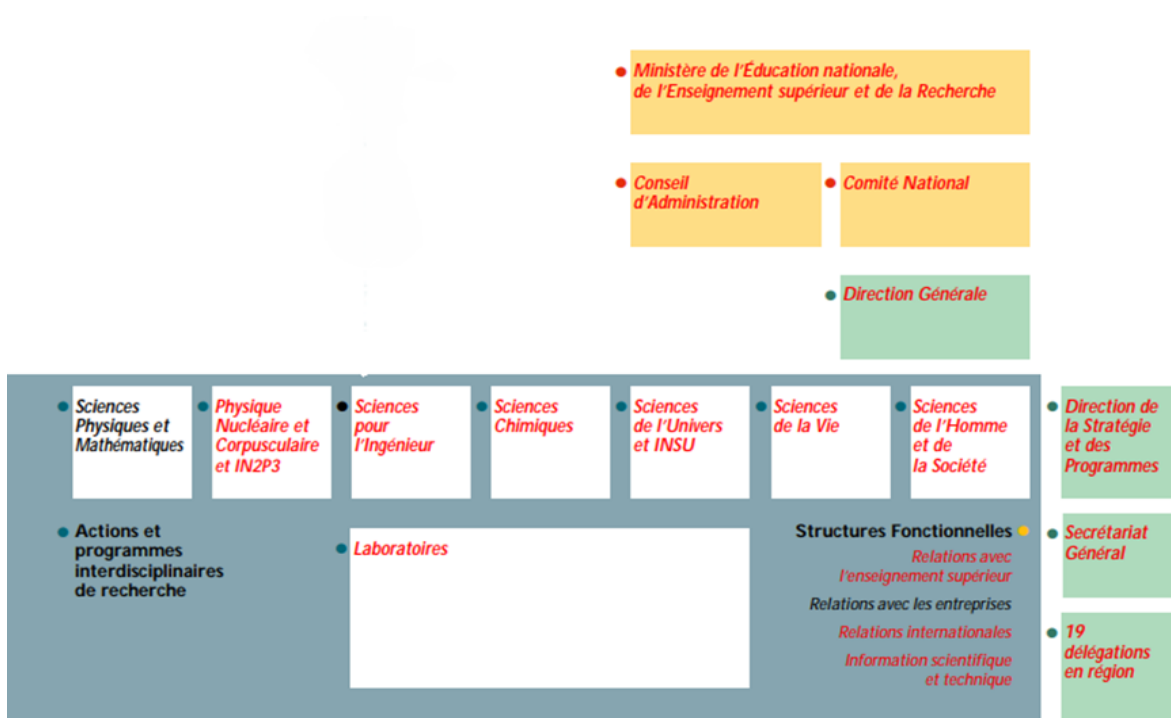 Ministère de l'Éducation nationale,
de l'Enseignement supérieur et de la Recherche
Conseil
d'Administration
Comité National
Direction Générale
Sciences
Physiques et
Mathématiques
Physique
Nucléaire et
Corpusculaire
et IN2P3
Sciences
pour
l'Ingénieur
Sciences
Chimiques
Sciences
de l'Univers
et INSU
Sciences
de la Vie
Sciences
de l'Homme
et de
la Société
Direction de
la Stratégie
et des
Programmes
Actions et
programmes
interdisciplinaires
de recherche
Laboratoires
Structures Fonctionnelles
Relations avec
l'enseignement supérieur
Relations avec les entreprises
Relations internationales
Information scientifique
et technique
Secrétariat
Général
19
délégations
en région